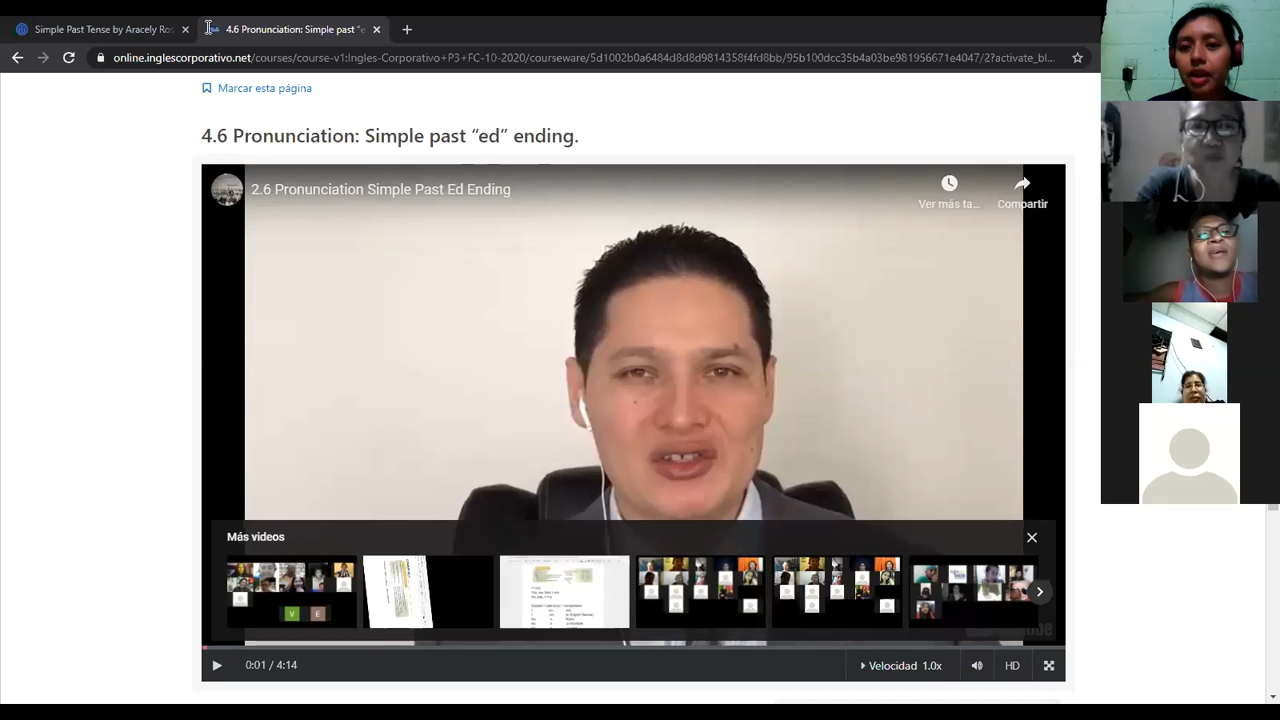 Simple Past Tense by Aracely Ros
4.6 Pronunciation: Simple past “e
online.inglescorporativo.net/courses/course-v1:Ingles-Corporativo+P3+FC-10-2020/courseware/5d1002b0a6484d8d8d9814358f4fd8bb/95b100dcc35b4a03be981956671e4047/2?activate_bl...
Marcar esta página
4.6 Pronunciation: Simple past “ed” ending.
2.6 Pronunciation Simple Past Ed Ending
Ver más ta...
Compartir
Más videos
V
E
0:01 / 4:14
Velocidad 1.0x
HD